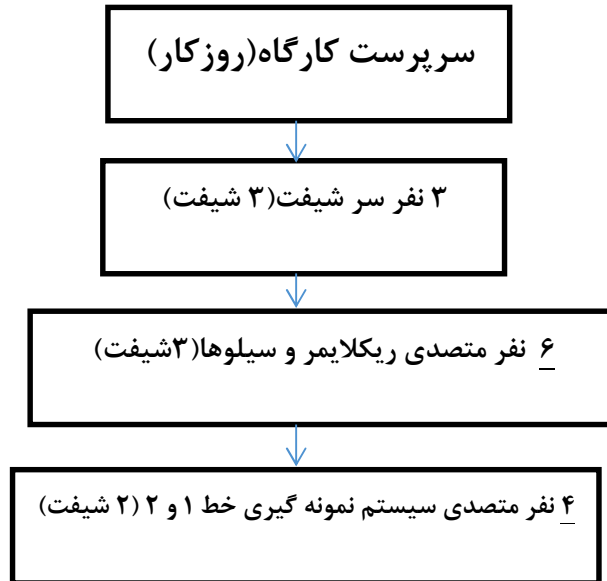 سرپرست کارگاه(روزکار)
۳ نفر سر شیفت(۳ شیفت)
۶ نفر متصدی ریکلایمر و سیلوها(۳شیفت)
۴ نفر متصدی سیستم نمونه گیری خط ۱ و ۲ (۲ شیفت)